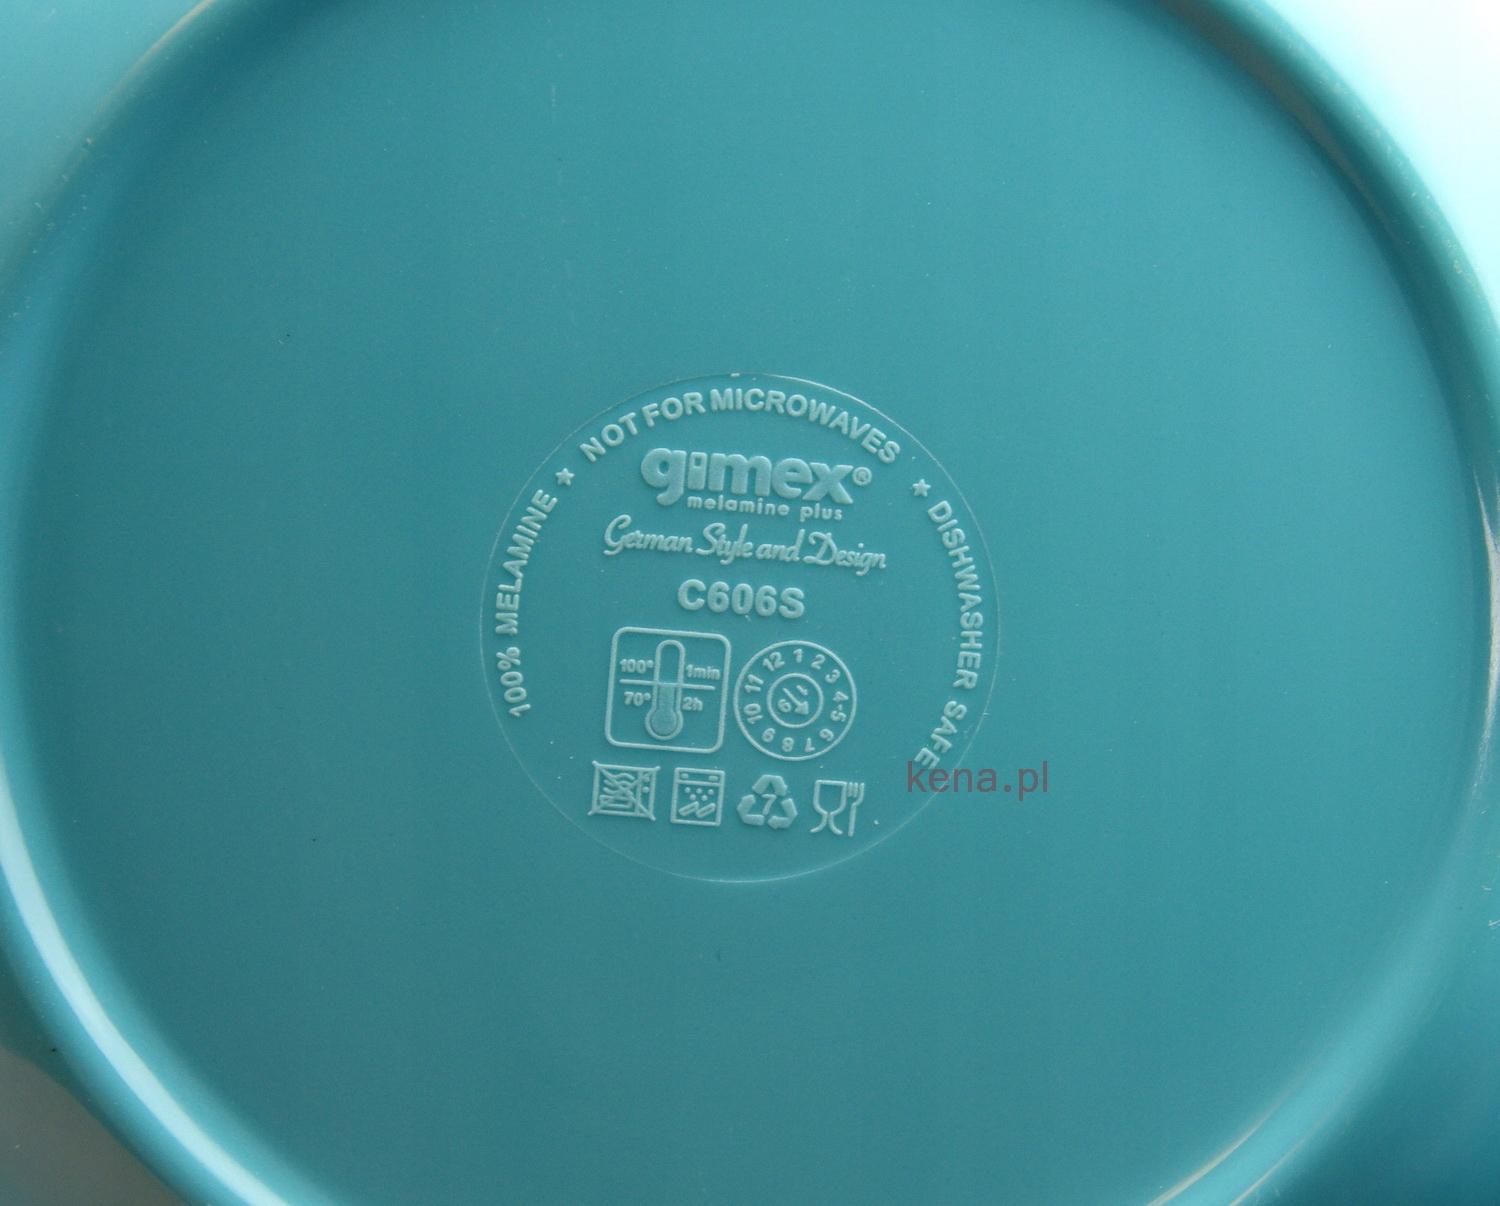 100% MELAMINE ★ NOT FOR MICROWAVES ★ DISHWASHER SAFE
gimex®
melamine plus
German Style and Design
C606S
100° 1min
70° 2h
1 2 3 4 5 6 7 8 9 10 11 12
7
kena.pl